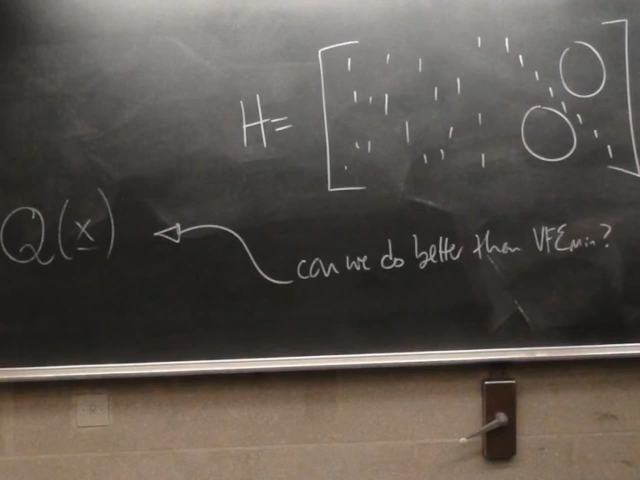 H=
Q(x)
can we do better than VFEmin?